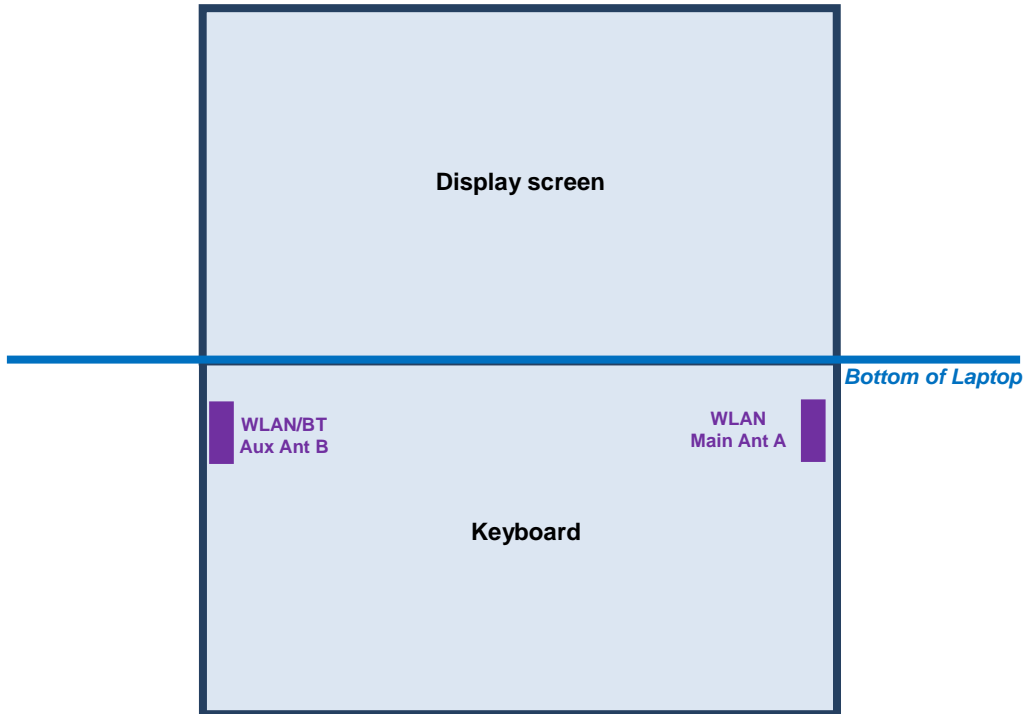 Display screen
Bottom of Laptop
WLAN/BT
Aux Ant B
WLAN
Main Ant A
Keyboard